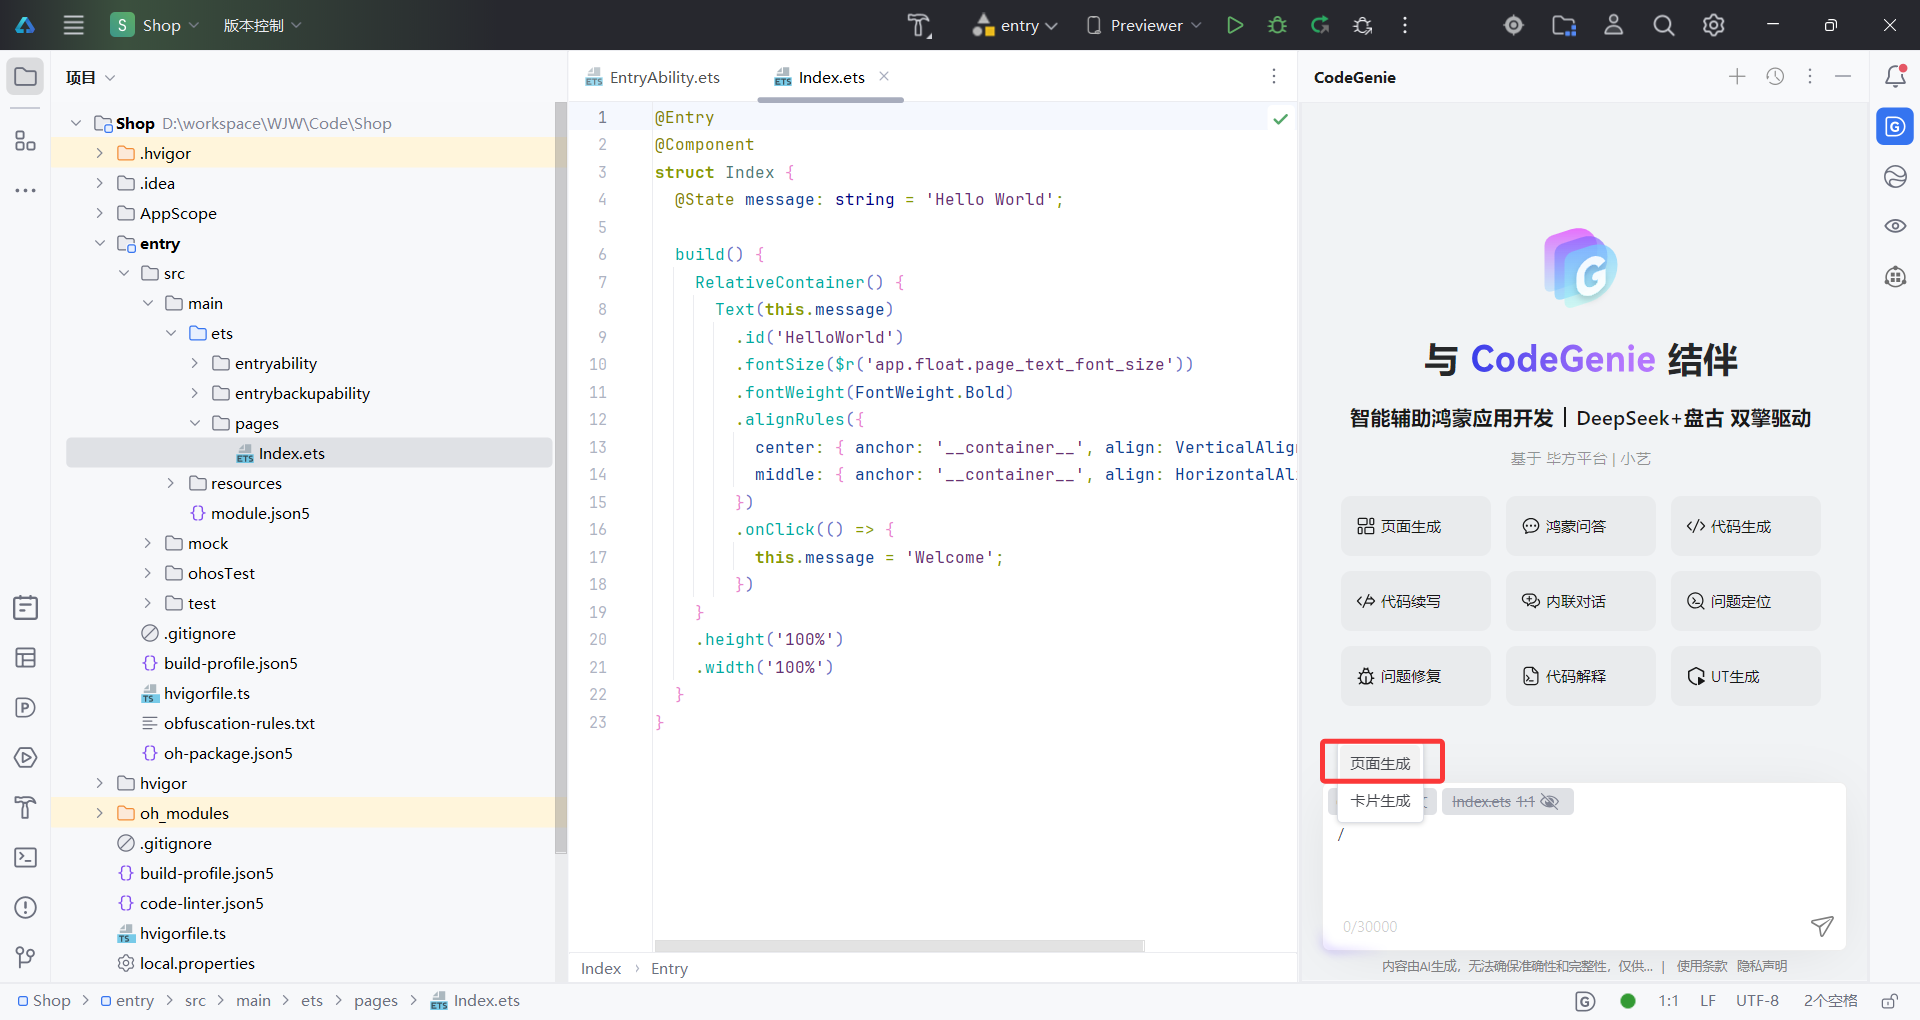 S Shop 版本控制 entry Previewer
项目
Shop D:\workspace\WJW\Code\Shop
.hvigor
.idea
AppScope
entry
src
main
ets
entryability
entrybackupability
pages
Index.ets
resources
module.json5
mock
ohosTest
test
.gitignore
build-profile.json5
hvigorfile.ts
obfuscation-rules.txt
oh-package.json5
hvigor
oh_modules
.gitignore
build-profile.json5
code-linter.json5
hvigorfile.ts
local.properties
EntryAbility.ets Index.ets
1 @Entry
2 @Component
3 struct Index {
4 @State message: string = 'Hello World';
5
6 build() {
7 RelativeContainer() {
8 Text(this.message)
9 .id('HelloWorld')
10 .fontSize($r('app.float.page_text_font_size'))
11 .fontWeight(FontWeight.Bold)
12 .alignRules({
13 center: { anchor: '__container__', align: VerticalAlign
14 middle: { anchor: '__container__', align: HorizontalAl
15 })
16 .onClick(() => {
17 this.message = 'Welcome';
18 })
19 }
20 .height('100%')
21 .width('100%')
22 }
23 }
Index › Entry
CodeGenie
与 CodeGenie 结伴
智能辅助鸿蒙应用开发 | DeepSeek+盘古 双擎驱动
基于 毕方平台 | 小艺
页面生成 鸿蒙问答 代码生成
代码续写 内联对话 问题定位
问题修复 代码解释 UT生成
页面生成
卡片生成 Index.ets 1:1
/
0/30000
内容由AI生成，无法确保准确性和完整性，仅供... | 使用条款 隐私声明
Shop > entry > src > main > ets > pages > Index.ets
1:1 LF UTF-8 2个空格